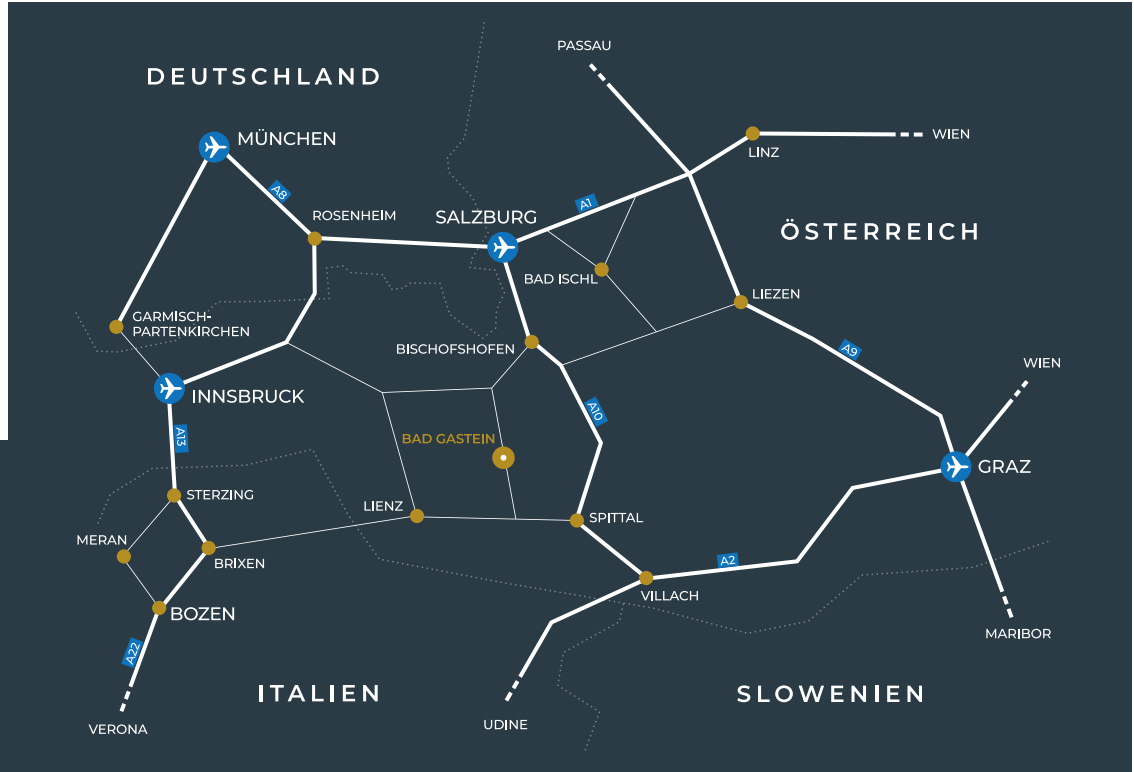 PASSAU
DEUTSCHLAND
MÜNCHEN
WIEN
LINZ
A8
A1
ROSENHEIM
SALZBURG
ÖSTERREICH
BAD ISCHL
LIEZEN
GARMISCH-
PARTENKIRCHEN
BISCHOFSHOFEN
A9
WIEN
INNSBRUCK
A10
A13
BAD GASTEIN
GRAZ
STERZING
LIENZ
SPITTAL
MERAN
BRIXEN
A2
VILLACH
BOZEN
MARIBOR
A22
ITALIEN
SLOWENIEN
VERONA
UDINE